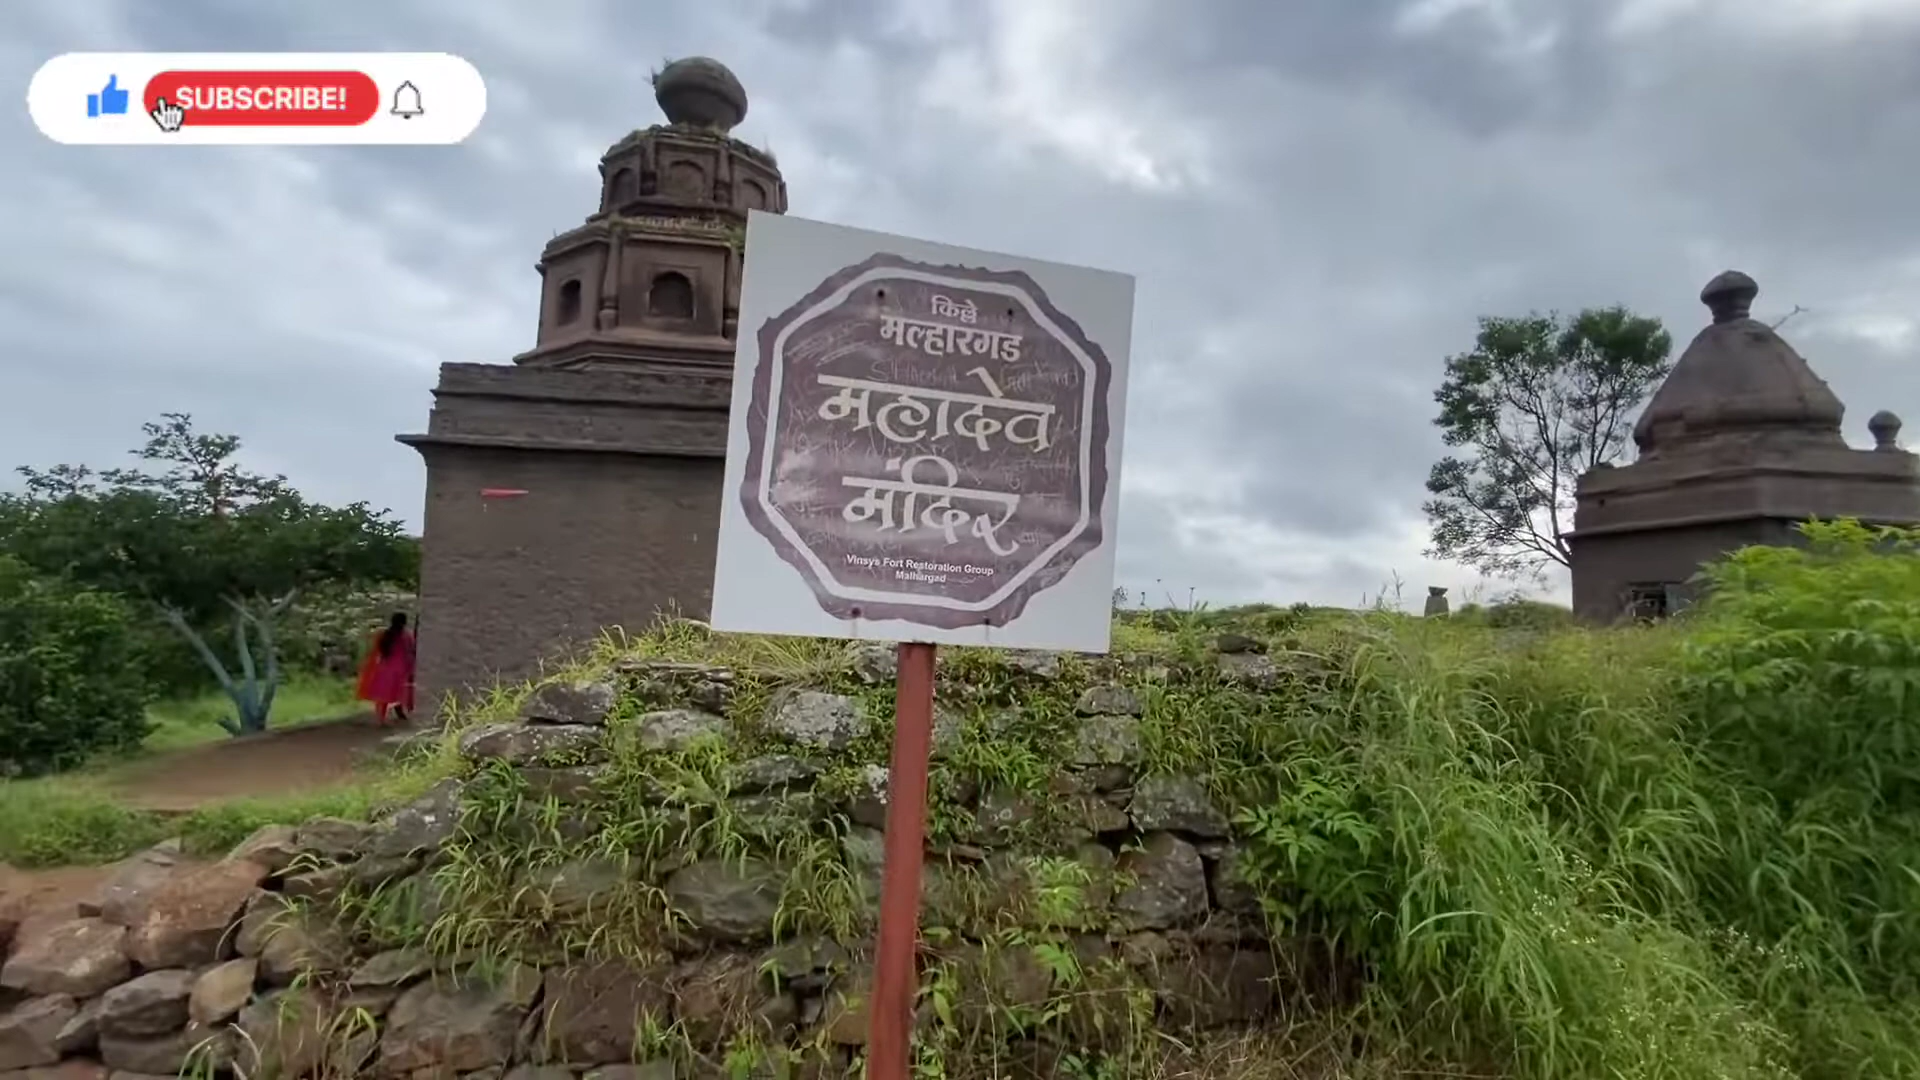 SUBSCRIBE!
किल्ले
मल्हारगड
महादेव
मंदिर
Vinsys Fort Restoration Group
Malhargad